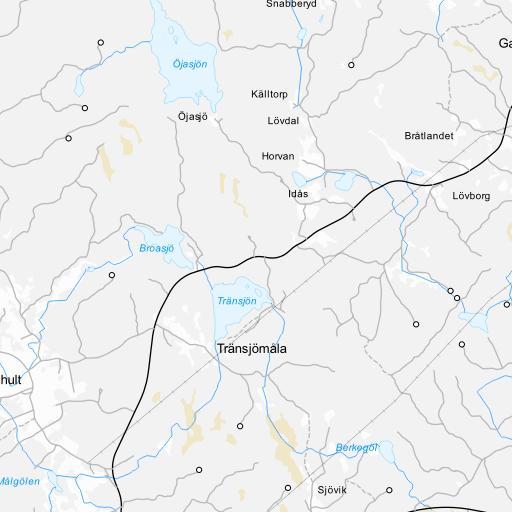 Snabberyd
Ga
Öjasjön
Källtorp
Öjasjö
Lövdal
Bråtlandet
Horvan
Idås
Lövborg
Broasjö
Tränsjön
Tränsjömåla
hult
Berkegöl
Målgölen
Sjövik